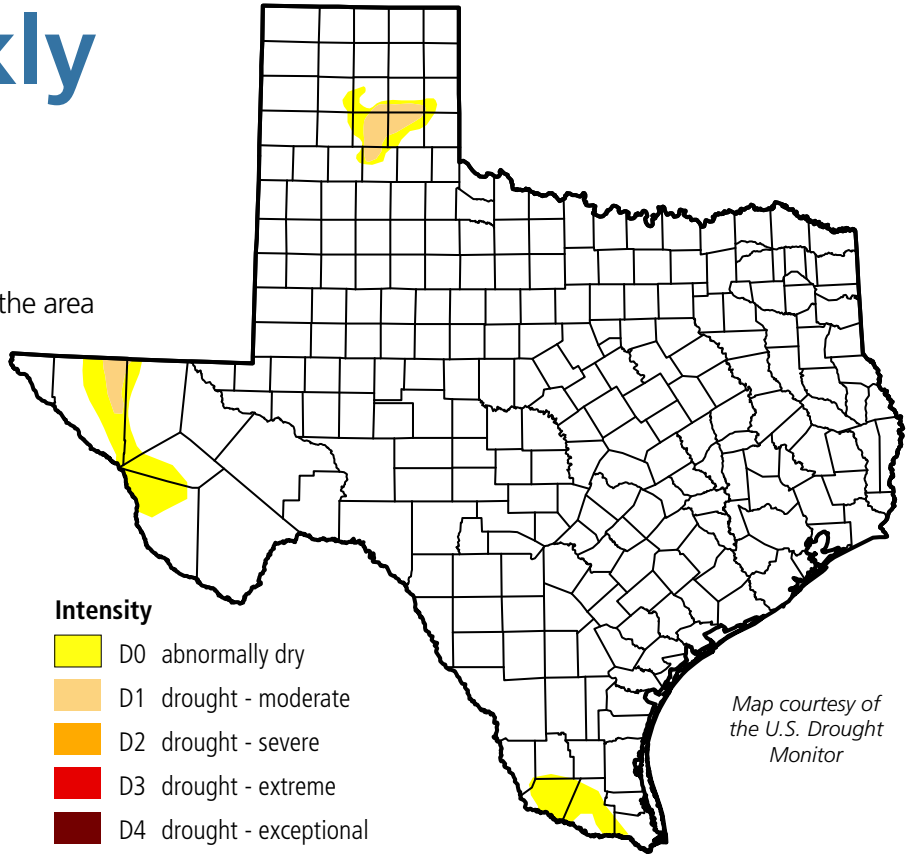 kly
the area
Intensity
D0 abnormally dry
D1 drought - moderate
D2 drought - severe
D3 drought - extreme
D4 drought - exceptional
Map courtesy of
the U.S. Drought
Monitor